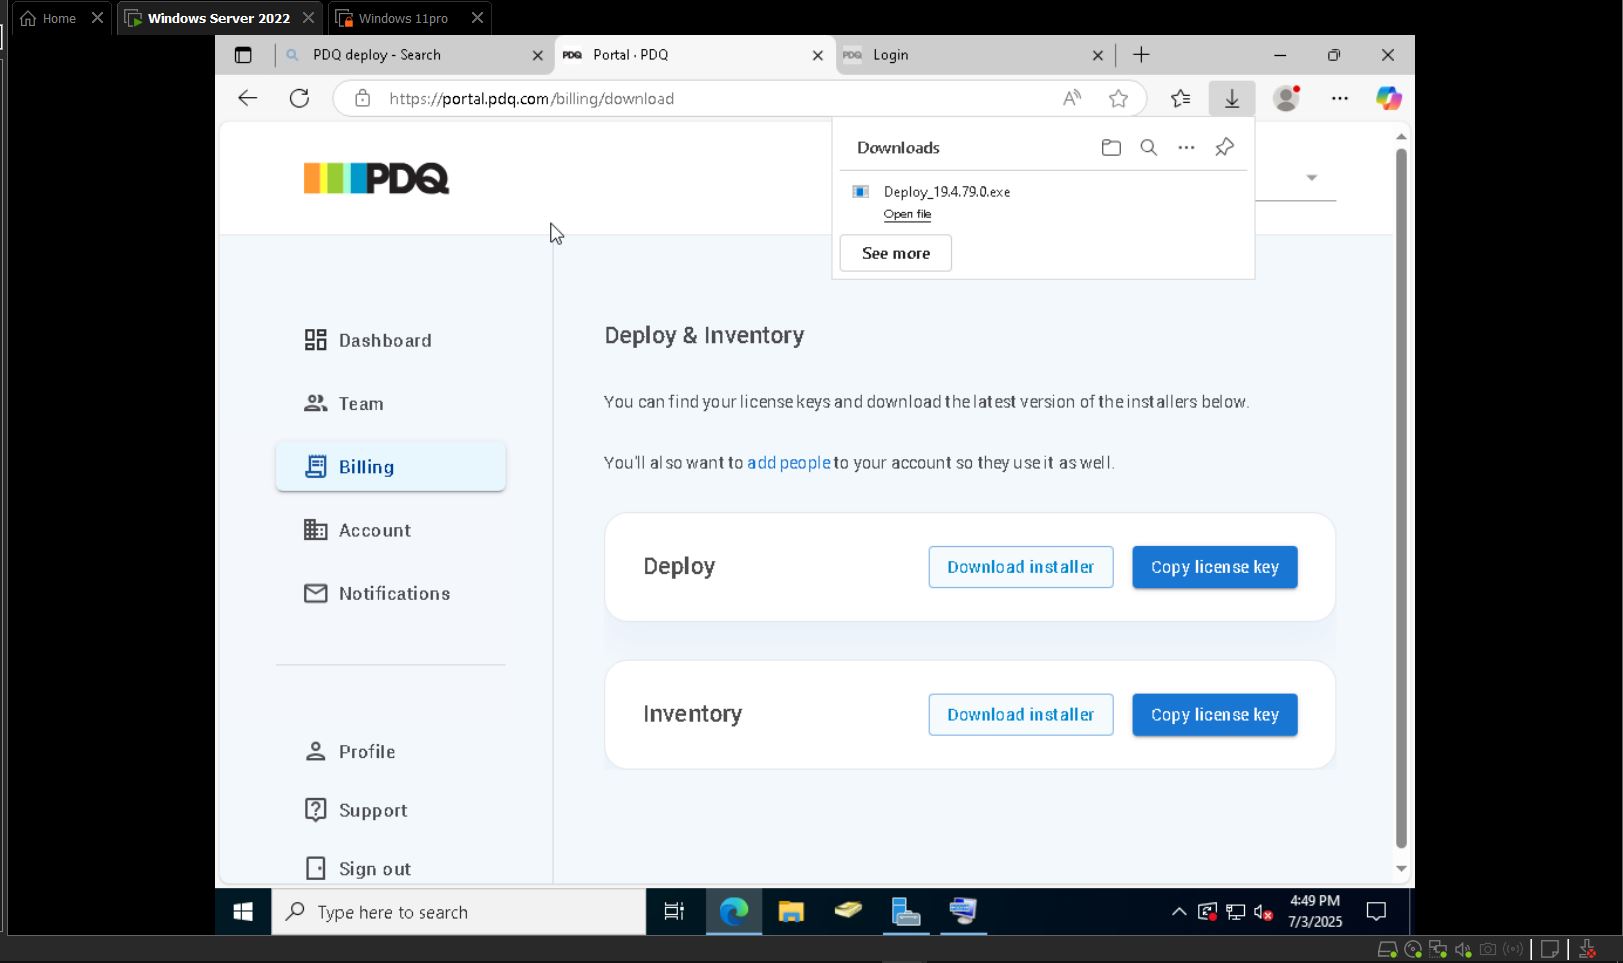 Home
Windows Server 2022
Windows 11pro
PDQ deploy - Search
PDQ
Portal · PDQ
PDQ
Login
https://portal.pdq.com/billing/download
Downloads
Deploy_19.4.79.0.exe
Open file
See more
PDQ
Dashboard
Team
Billing
Account
Notifications
Profile
Support
Sign out
Deploy & Inventory
You can find your license keys and download the latest version of the installers below.
You'll also want to add people to your account so they use it as well.
Deploy
Download installer
Copy license key
Inventory
Download installer
Copy license key
Type here to search
4:49 PM
7/3/2025